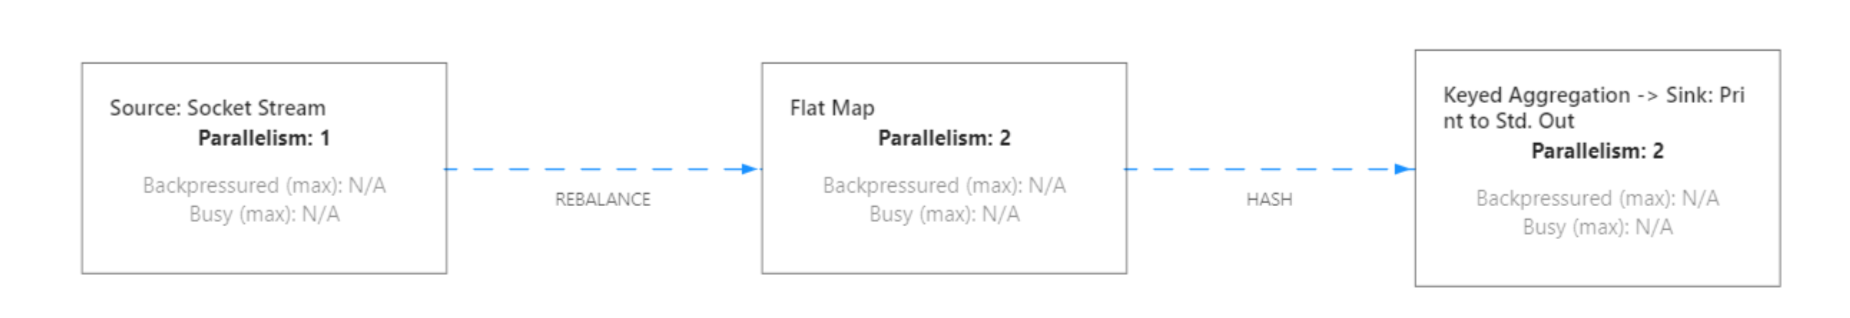 Source: Socket Stream
Parallelism: 1
Backpressured (max): N/A
Busy (max): N/A
REBALANCE
Flat Map
Parallelism: 2
Backpressured (max): N/A
Busy (max): N/A
HASH
Keyed Aggregation -> Sink: Pri
nt to Std. Out
Parallelism: 2
Backpressured (max): N/A
Busy (max): N/A